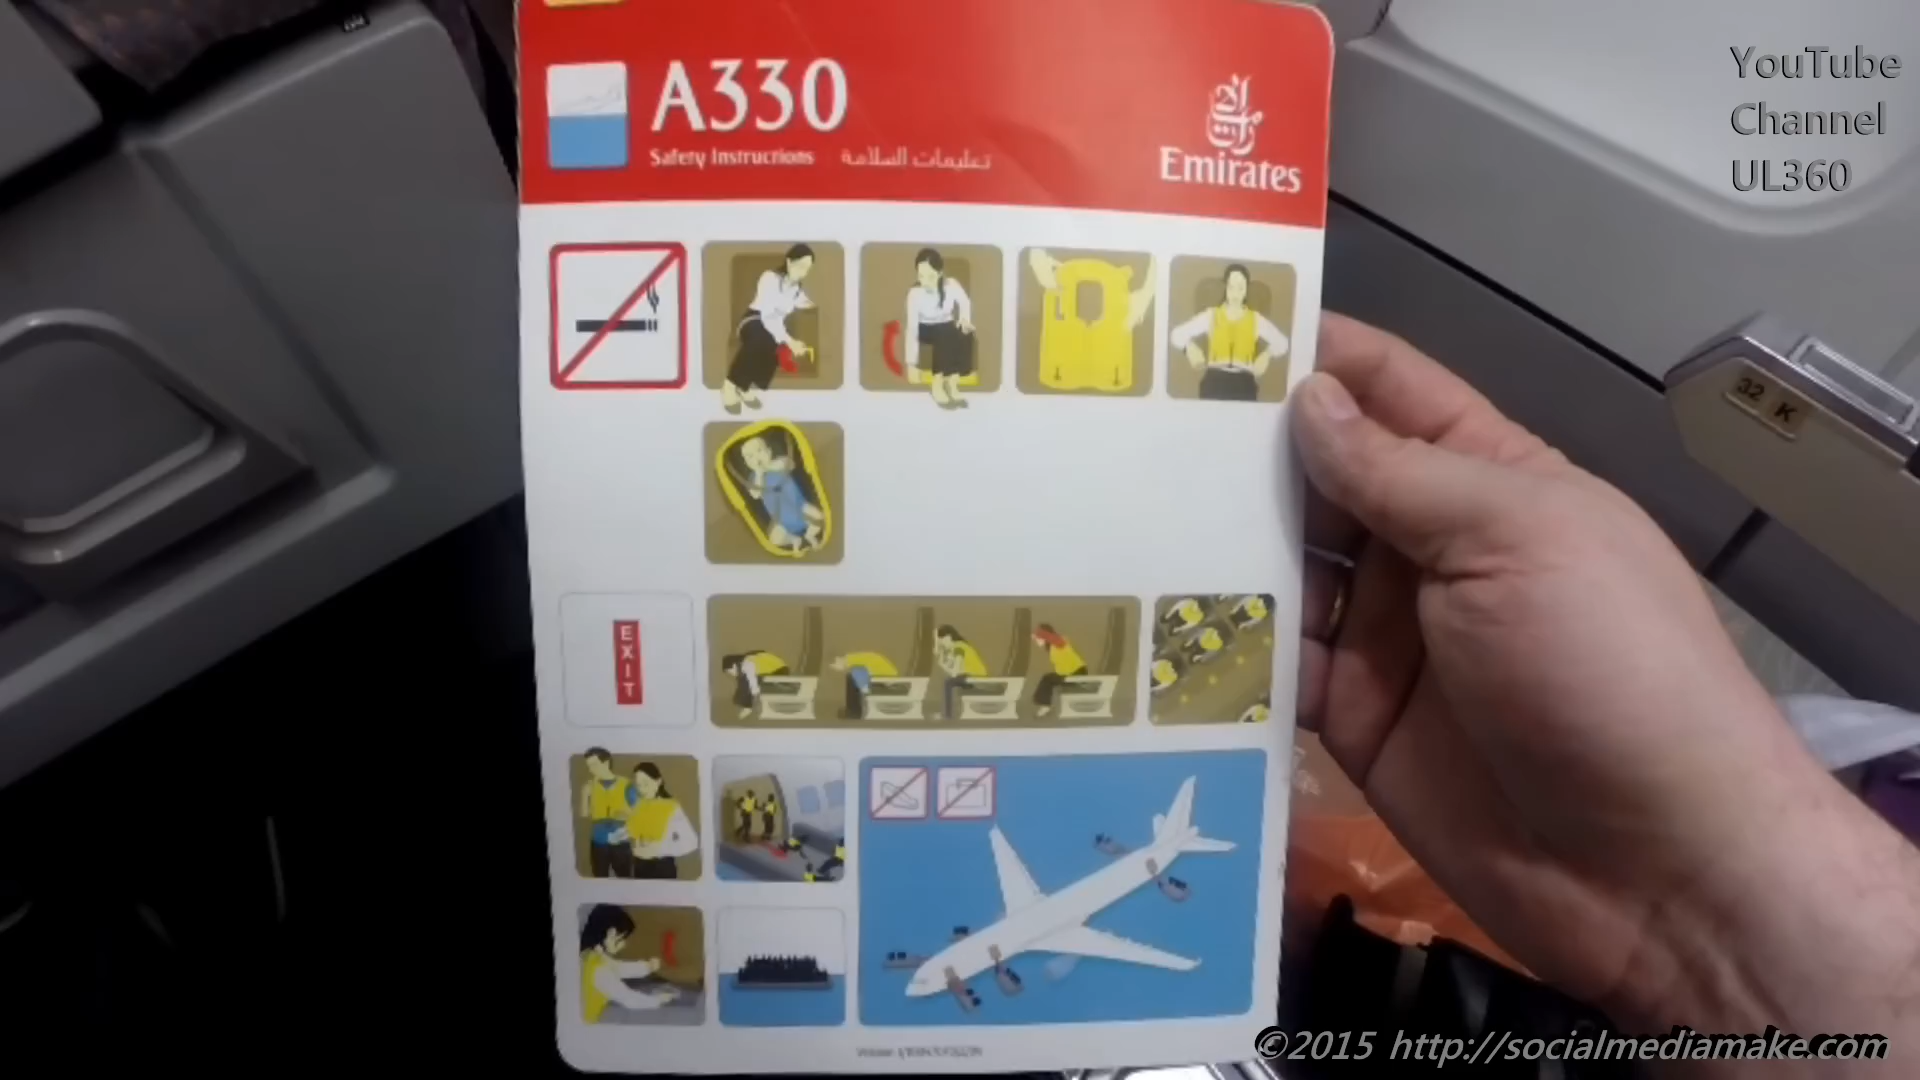 A330
Safety Instructions تعليمات السلامة
Emirates
YouTube
Channel
UL360
32 K
EXIT
©2015 http://socialmediamake.com